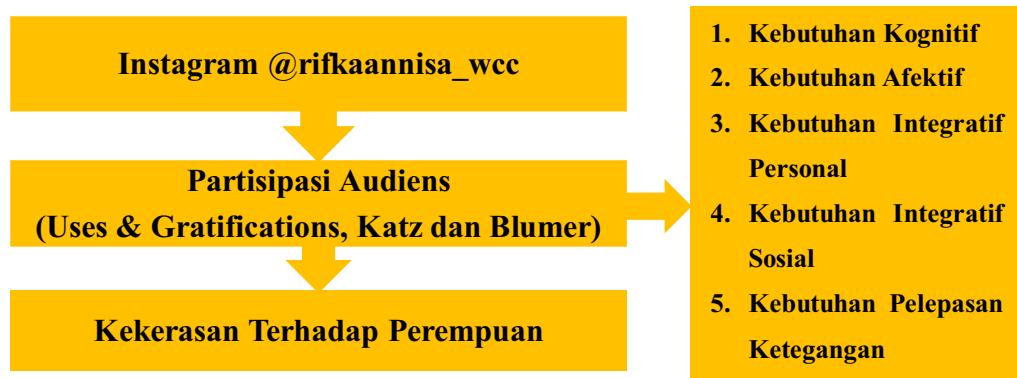 Instagram @rifkaannisa_wcc
Partisipasi Audiens
(Uses & Gratifications, Katz dan Blumer)
Kekerasan Terhadap Perempuan
1. Kebutuhan Kognitif
2. Kebutuhan Afektif
3. Kebutuhan Integratif
Personal
4. Kebutuhan Integratif
Sosial
5. Kebutuhan Pelepasan
Ketegangan